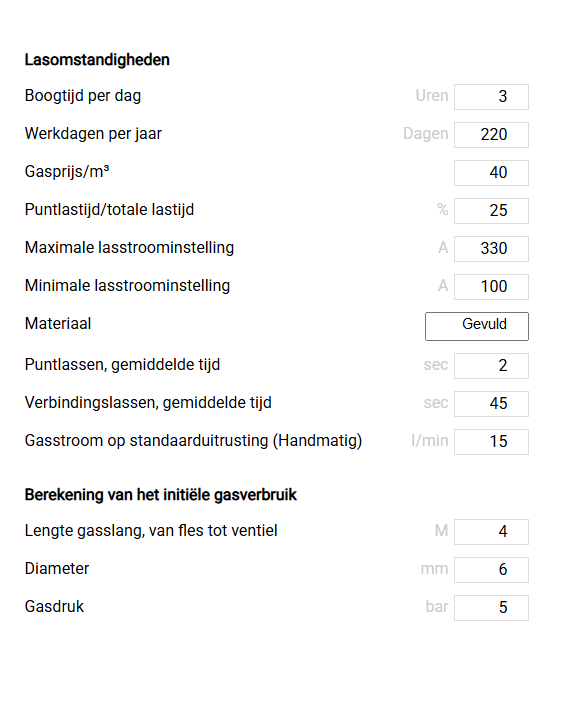 Lasomstandigheden
Boogtijd per dag Uren 3
Werkdagen per jaar Dagen 220
Gasprijs/m³ 40
Puntlastijd/totale lastijd % 25
Maximale lasstroominstelling A 330
Minimale lasstroominstelling A 100
Materiaal Gevuld
Puntlassen, gemiddelde tijd sec 2
Verbindingslassen, gemiddelde tijd sec 45
Gasstroom op standaarduitrusting (Handmatig) l/min 15
Berekening van het initiële gasverbruik
Lengte gasslang, van fles tot ventiel M 4
Diameter mm 6
Gasdruk bar 5